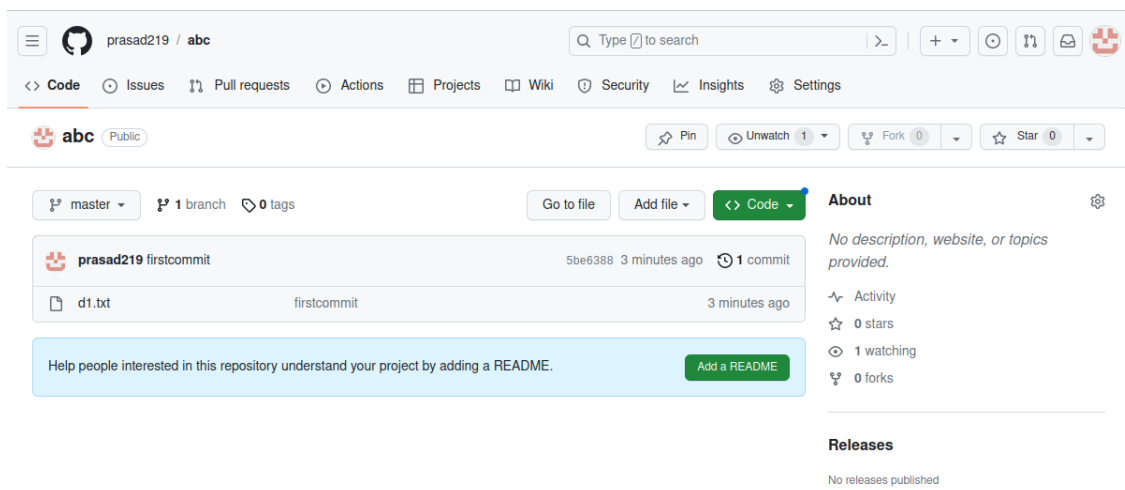 prasad219 / abc
Type / to search
Code Issues Pull requests Actions Projects Wiki Security Insights Settings
abc Public
Pin Unwatch 1 Fork 0 Star 0
master 1 branch 0 tags Go to file Add file Code
prasad219 firstcommit 5be6388 3 minutes ago 1 commit
d1.txt firstcommit 3 minutes ago
Help people interested in this repository understand your project by adding a README. Add a README
About
No description, website, or topics
provided.
Activity
0 stars
1 watching
0 forks
Releases
No releases published